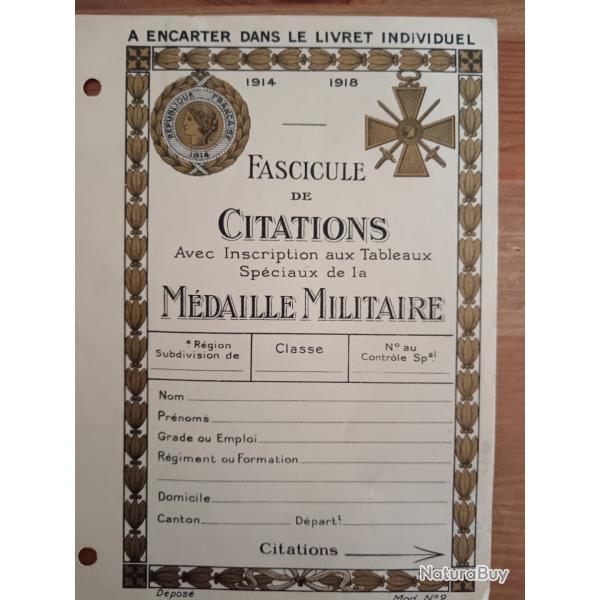 A ENCARTER DANS LE LIVRET INDIVIDUEL
1914 1918
REPUBLIQUE FRANÇAISE
1914
FASCICULE
DE
CITATIONS
Avec Inscription aux Tableaux
Spéciaux de la
MÉDAILLE MILITAIRE
e Région
Subdivision de
Classe
N° au
Contrôle Spal
Nom
Prénoms
Grade ou Emploi
Régiment ou Formation
Domicile
Canton Départt
Citations
Déposé Mod. N°2
NaturaBuy